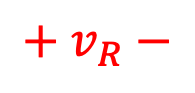 + v_R −